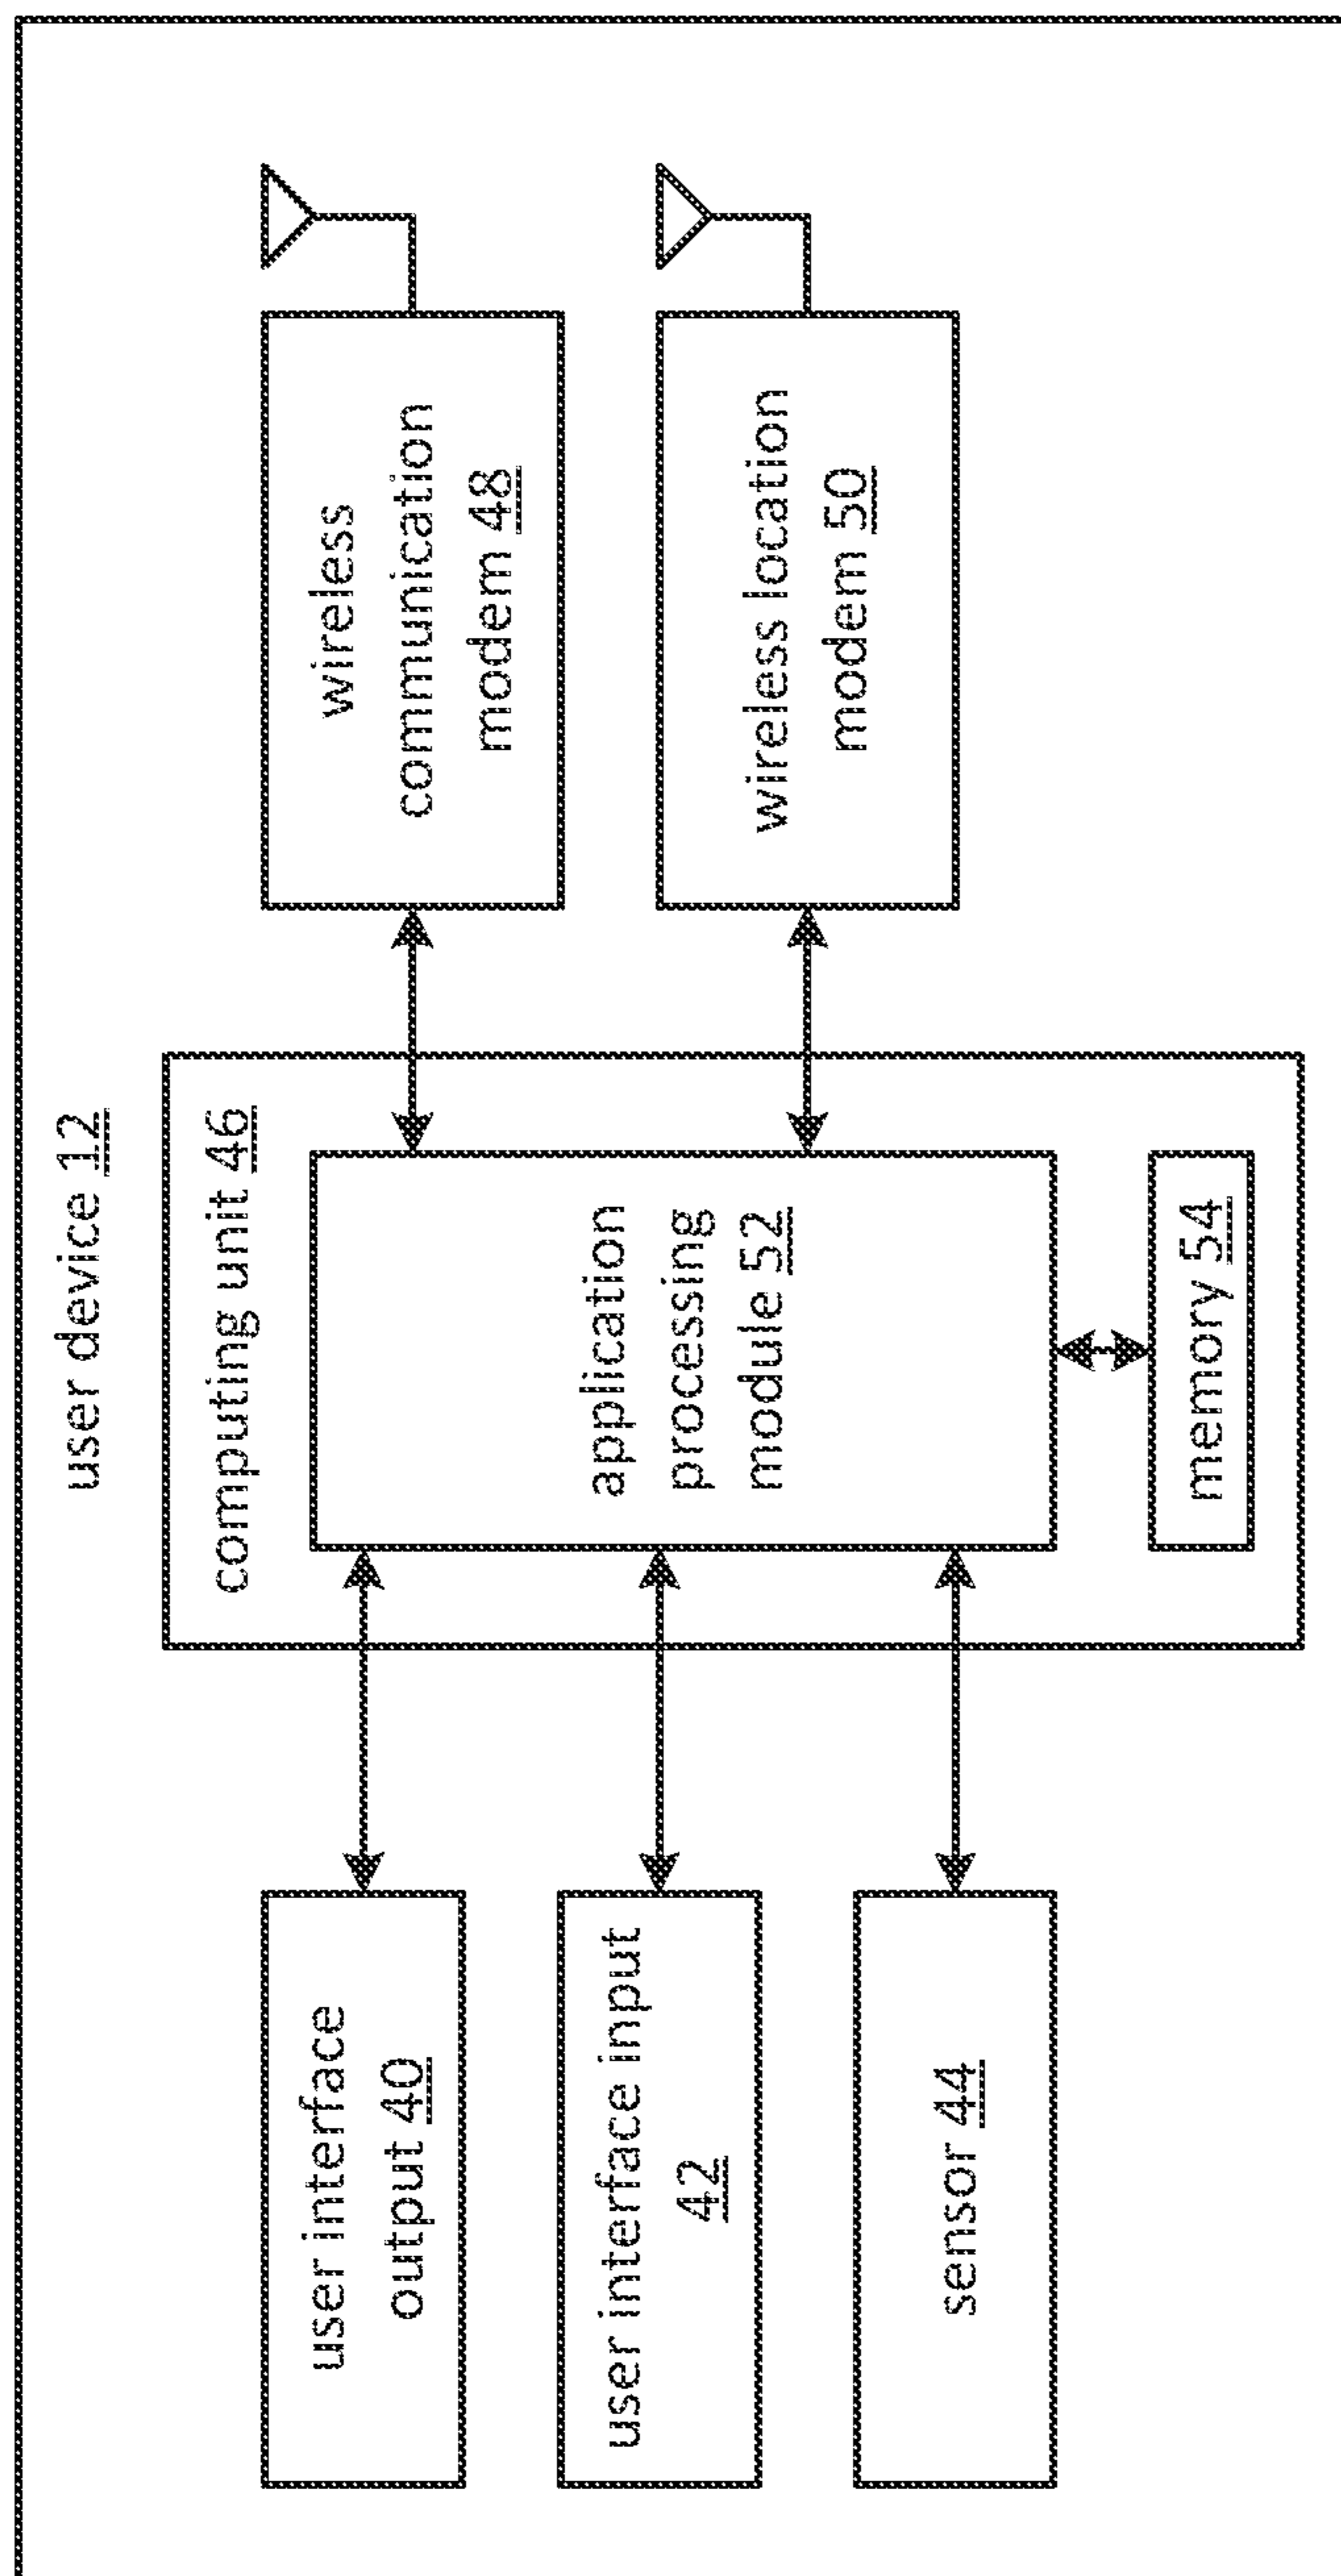 user device 12
computing unit 46
user interface
output 40
user interface input
42
sensor 44
application
processing
module 52
memory 54
wireless
communication
modem 48
wireless location
modem 50